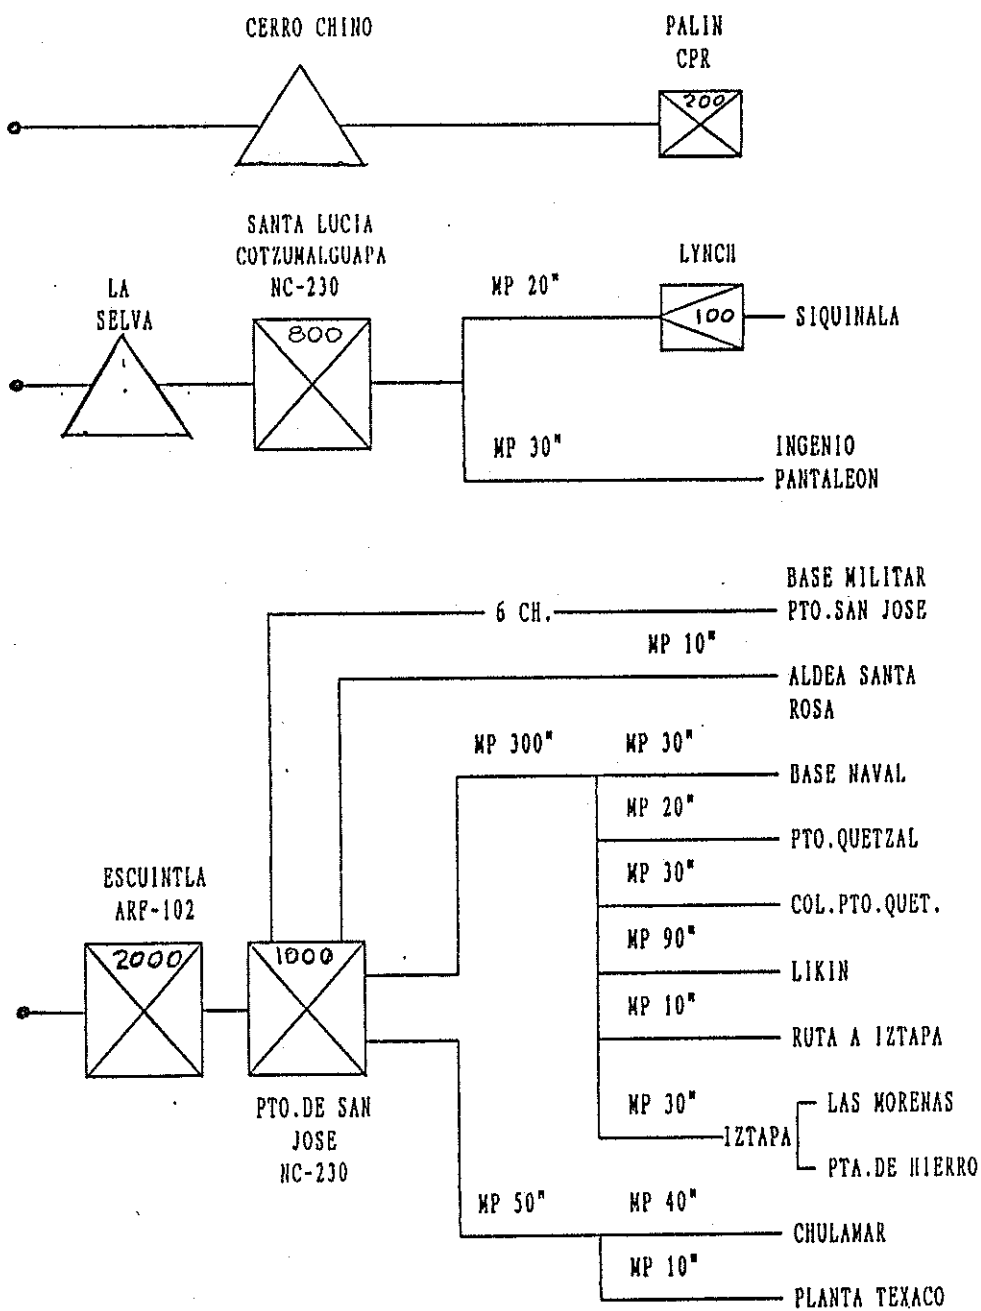 CERRO CHINO
PALIN
CPR
200
SANTA LUCIA
COTZUMALGUAPA
NC-230
LA
SELVA
800
MP 20"
LYNCH
100
SIQUINALA
MP 30"
INGENIO
PANTALEON
BASE MILITAR
PTO.SAN JOSE
6 CH.
MP 10"
ALDEA SANTA
ROSA
MP 300"
MP 30"
BASE NAVAL
MP 20"
PTO.QUETZAL
MP 30"
COL.PTO.QUET.
MP 90"
LIKIN
MP 10"
RUTA A IZTAPA
MP 30"
IZTAPA
LAS MORENAS
PTA.DE HIERRO
ESCUINTLA
ARF-102
2000
1000
PTO.DE SAN
JOSE
NC-230
MP 50"
MP 40"
CHULAMAR
MP 10"
PLANTA TEXACO